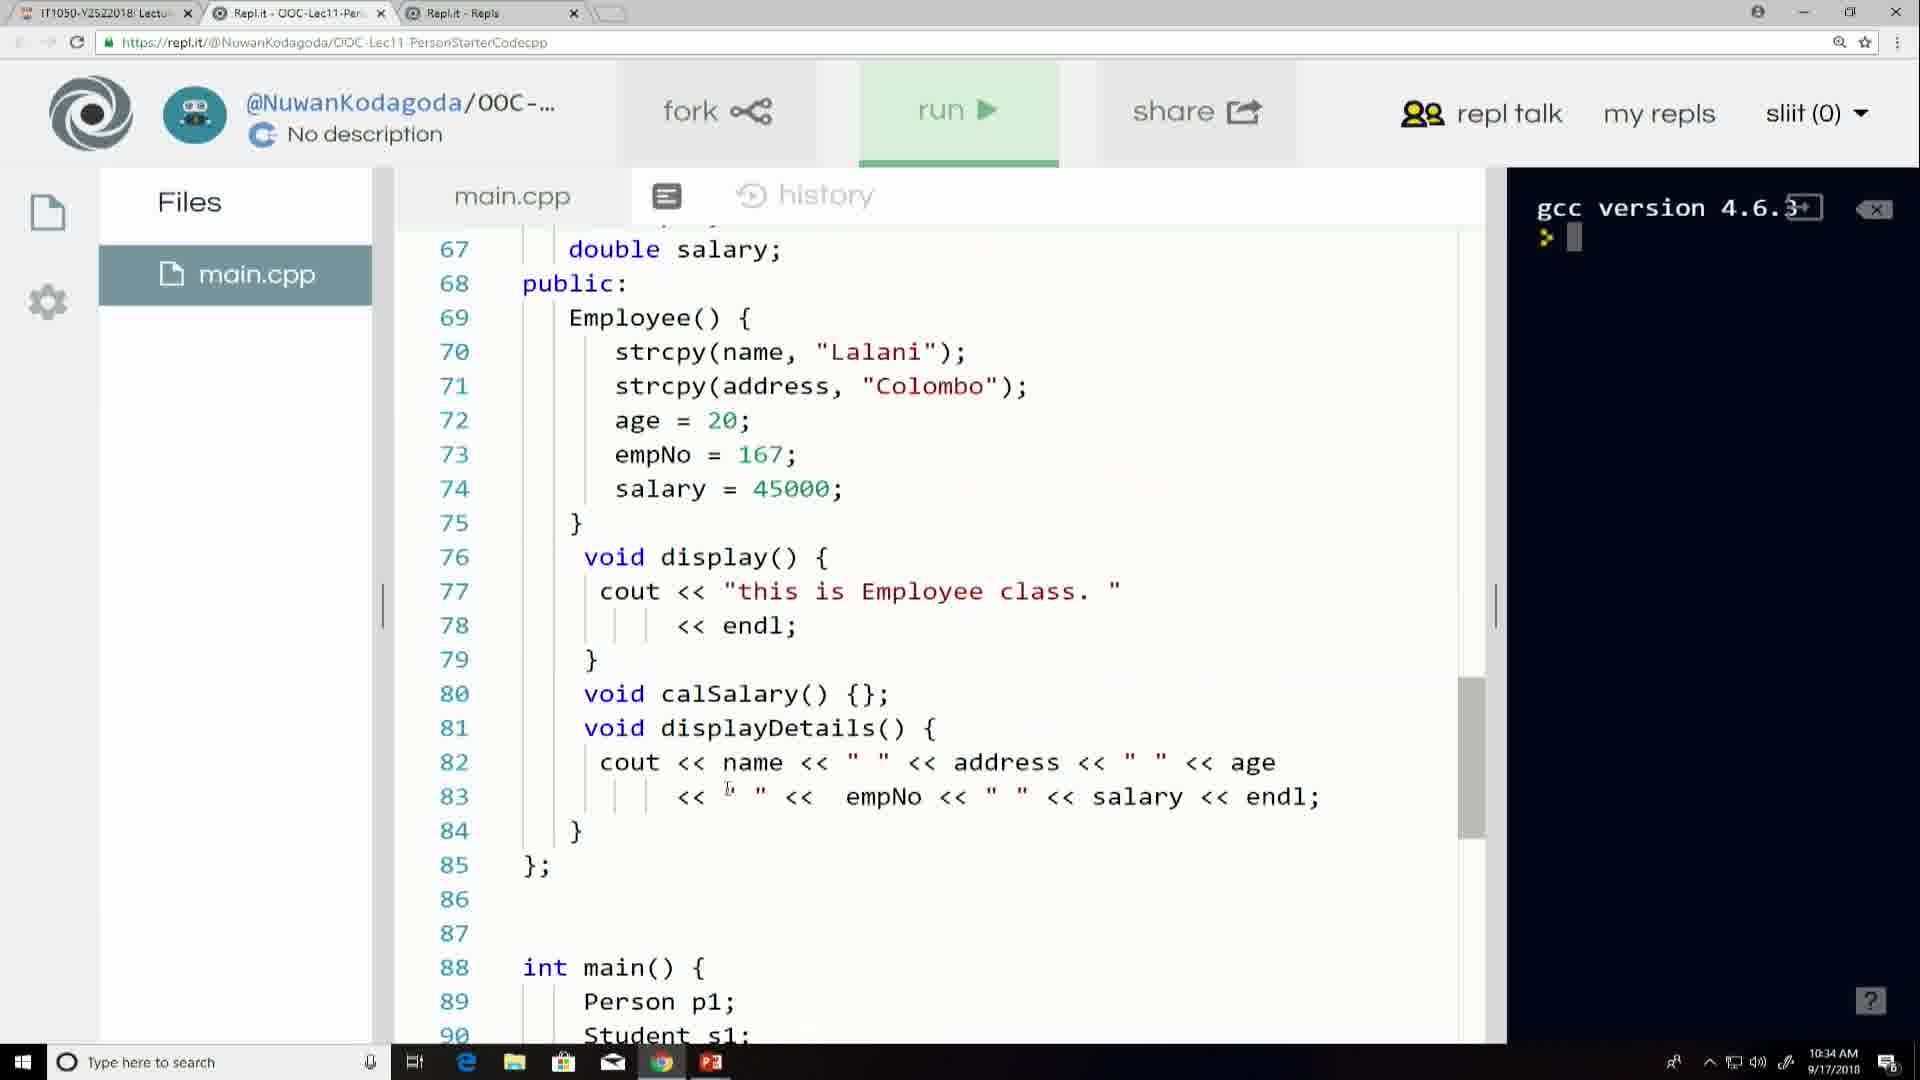 IT1050-Y2S22018: Lectu
Repl.it - OOC-Lec11-Per
Repl.it - Repls
https://repl.it/@NuwanKodagoda/OOC-Lec11-PersonStarterCodecpp
@NuwanKodagoda/OOC-...
No description
fork
run
share
repl talk
my repls
sliit (0)
Files
main.cpp
main.cpp
history
gcc version 4.6.3
>
67 double salary;
68 public:
69 Employee() {
70 strcpy(name, "Lalani");
71 strcpy(address, "Colombo");
72 age = 20;
73 empNo = 167;
74 salary = 45000;
75 }
76 void display() {
77 cout << "this is Employee class. "
78 << endl;
79 }
80 void calSalary() {};
81 void displayDetails() {
82 cout << name << " " << address << " " << age
83 << " " << empNo << " " << salary << endl;
84 }
85 };
86
87
88 int main() {
89 Person p1;
90 Student s1;
?
Type here to search
10:34 AM
9/17/2018